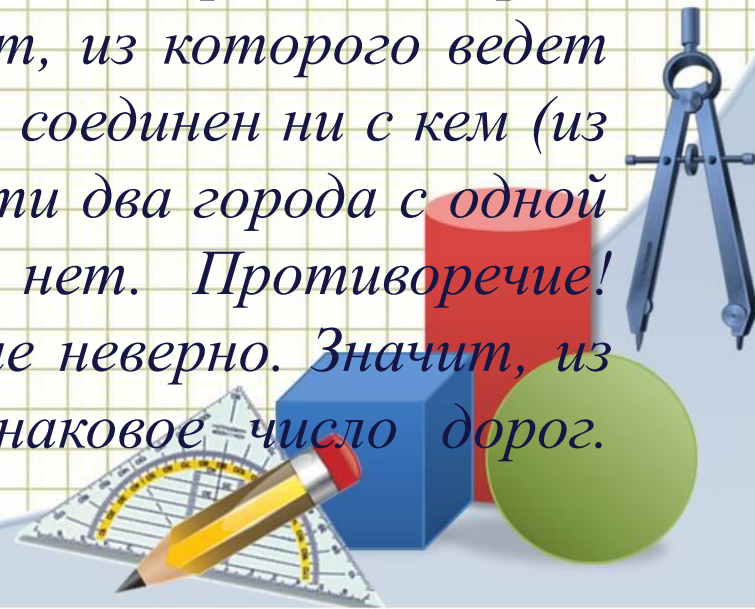 т, из которого ведет
соединен ни с кем (из
ти два города с одной
нет. Противоречие!
ие неверно. Значит, из
наковое число дорог.